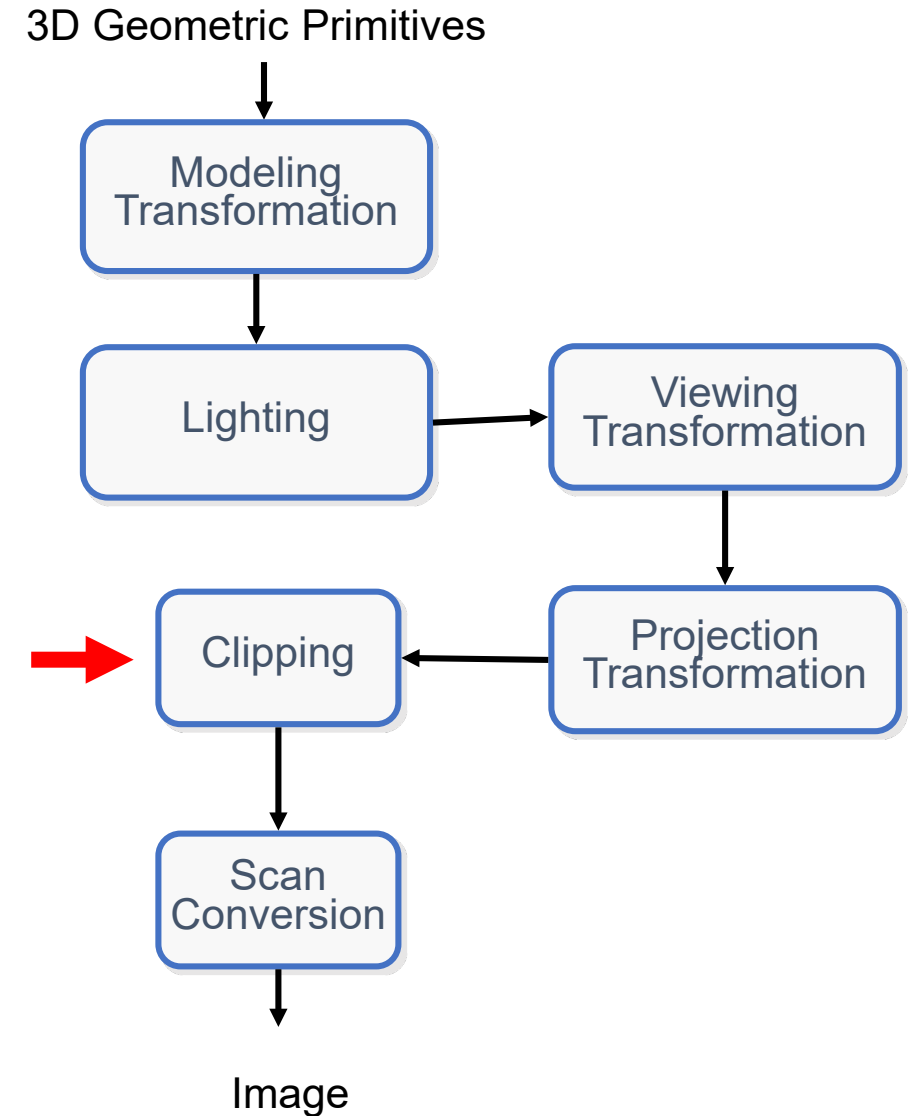 3D Geometric Primitives
Modeling
Transformation
Lighting
Viewing
Transformation
Projection
Transformation
Clipping
Scan
Conversion
Image